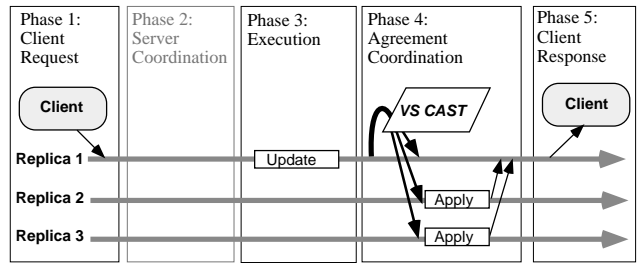 Phase 1:
Client
Request
Phase 2:
Server
Coordination
Phase 3:
Execution
Phase 4:
Agreement
Coordination
Phase 5:
Client
Response
Client
VS CAST
Client
Replica 1
Update
Replica 2
Apply
Replica 3
Apply